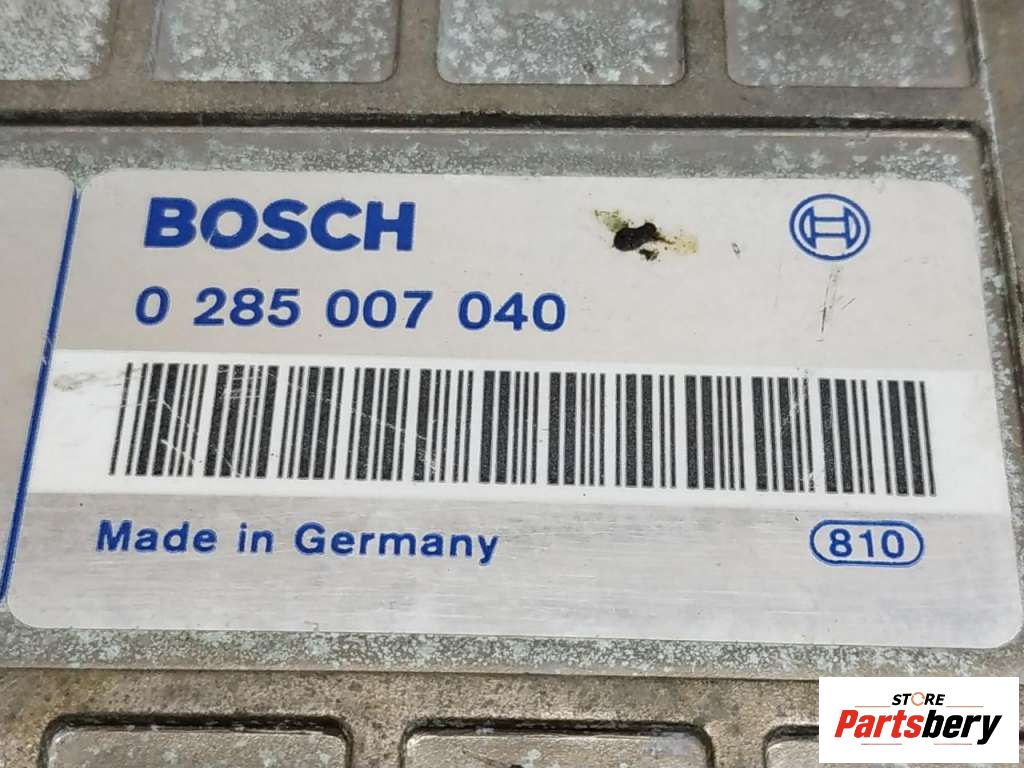 BOSCH
0 285 007 040
Made in Germany
810
STORE
Partsbery